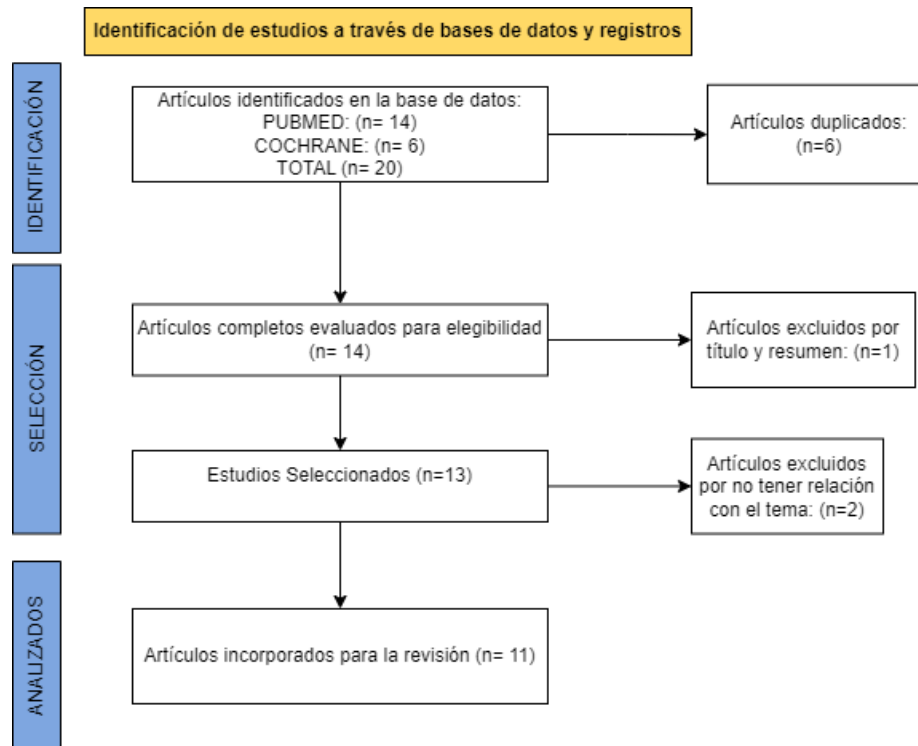 Identificación de estudios a través de bases de datos y registros
IDENTIFICACIÓN
Artículos identificados en la base de datos:
PUBMED: (n= 14)
COCHRANE: (n= 6)
TOTAL (n= 20)
Artículos duplicados:
(n=6)
SELECCIÓN
Artículos completos evaluados para elegibilidad
(n= 14)
Artículos excluidos por
título y resumen: (n=1)
Estudios Seleccionados (n=13)
Artículos excluidos
por no tener relación
con el tema: (n=2)
ANALIZADOS
Artículos incorporados para la revisión (n= 11)